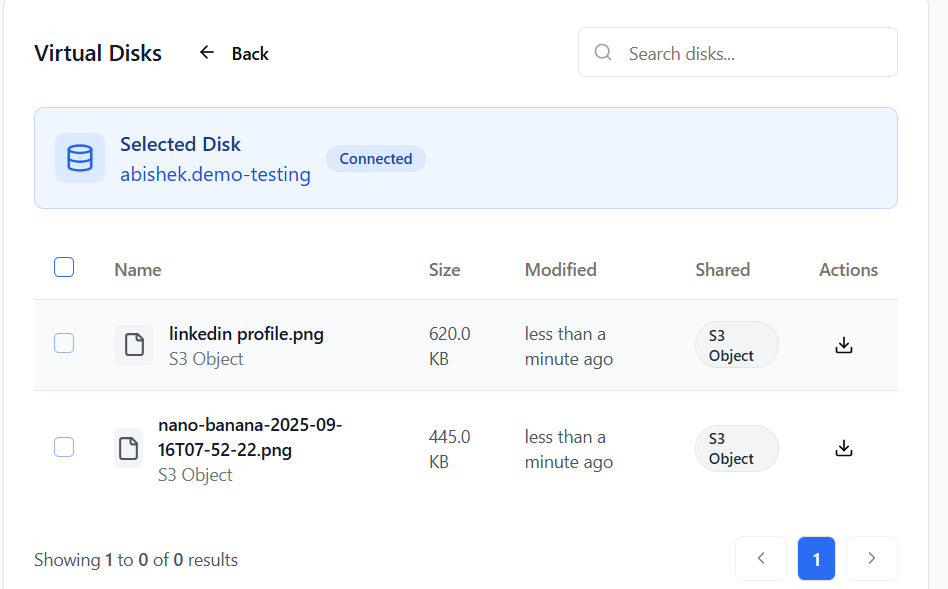 Virtual Disks
Back
Search disks...
Selected Disk
abishek.demo-testing
Connected
Name Size Modified Shared Actions
linkedin profile.png
S3 Object
620.0
KB
less than a
minute ago
S3
Object
nano-banana-2025-09-
16T07-52-22.png
S3 Object
445.0
KB
less than a
minute ago
S3
Object
Showing 1 to 0 of 0 results
1